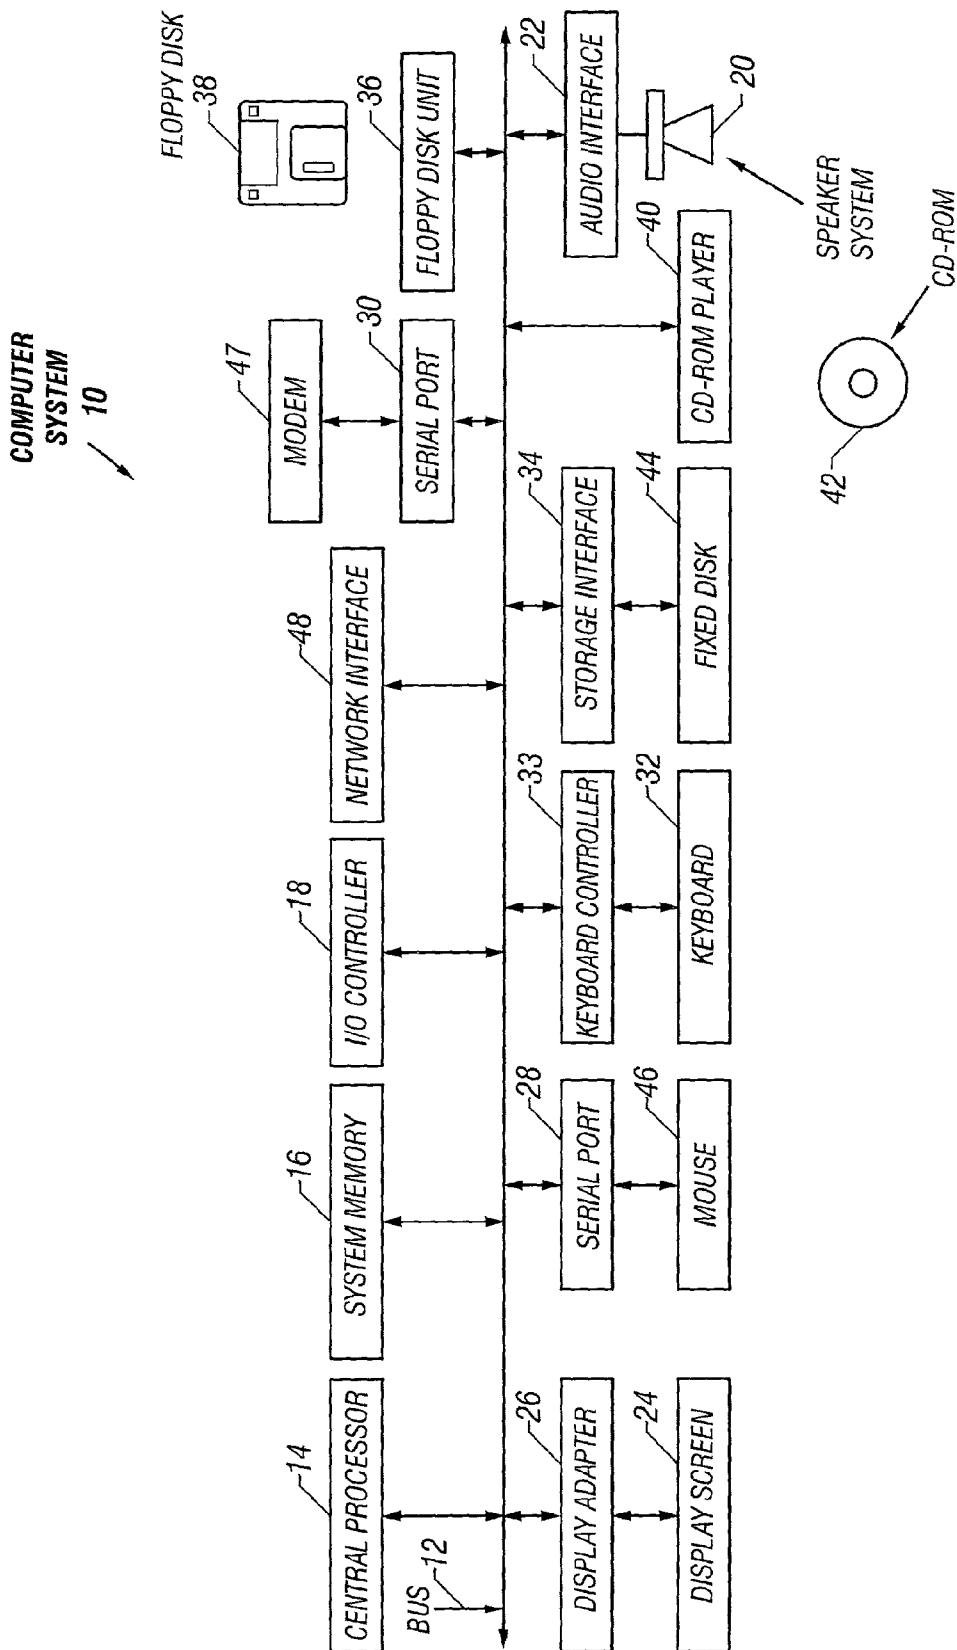 COMPUTER
SYSTEM
10
CENTRAL PROCESSOR
14
SYSTEM MEMORY
16
I/O CONTROLLER
18
NETWORK INTERFACE
48
MODEM
47
SERIAL PORT
30
FLOPPY DISK
38
FLOPPY DISK UNIT
36
BUS
12
DISPLAY ADAPTER
26
DISPLAY SCREEN
24
SERIAL PORT
28
MOUSE
46
KEYBOARD CONTROLLER
33
KEYBOARD
32
STORAGE INTERFACE
34
FIXED DISK
44
CD-ROM PLAYER
40
AUDIO INTERFACE
22
20
SPEAKER
SYSTEM
42
CD-ROM